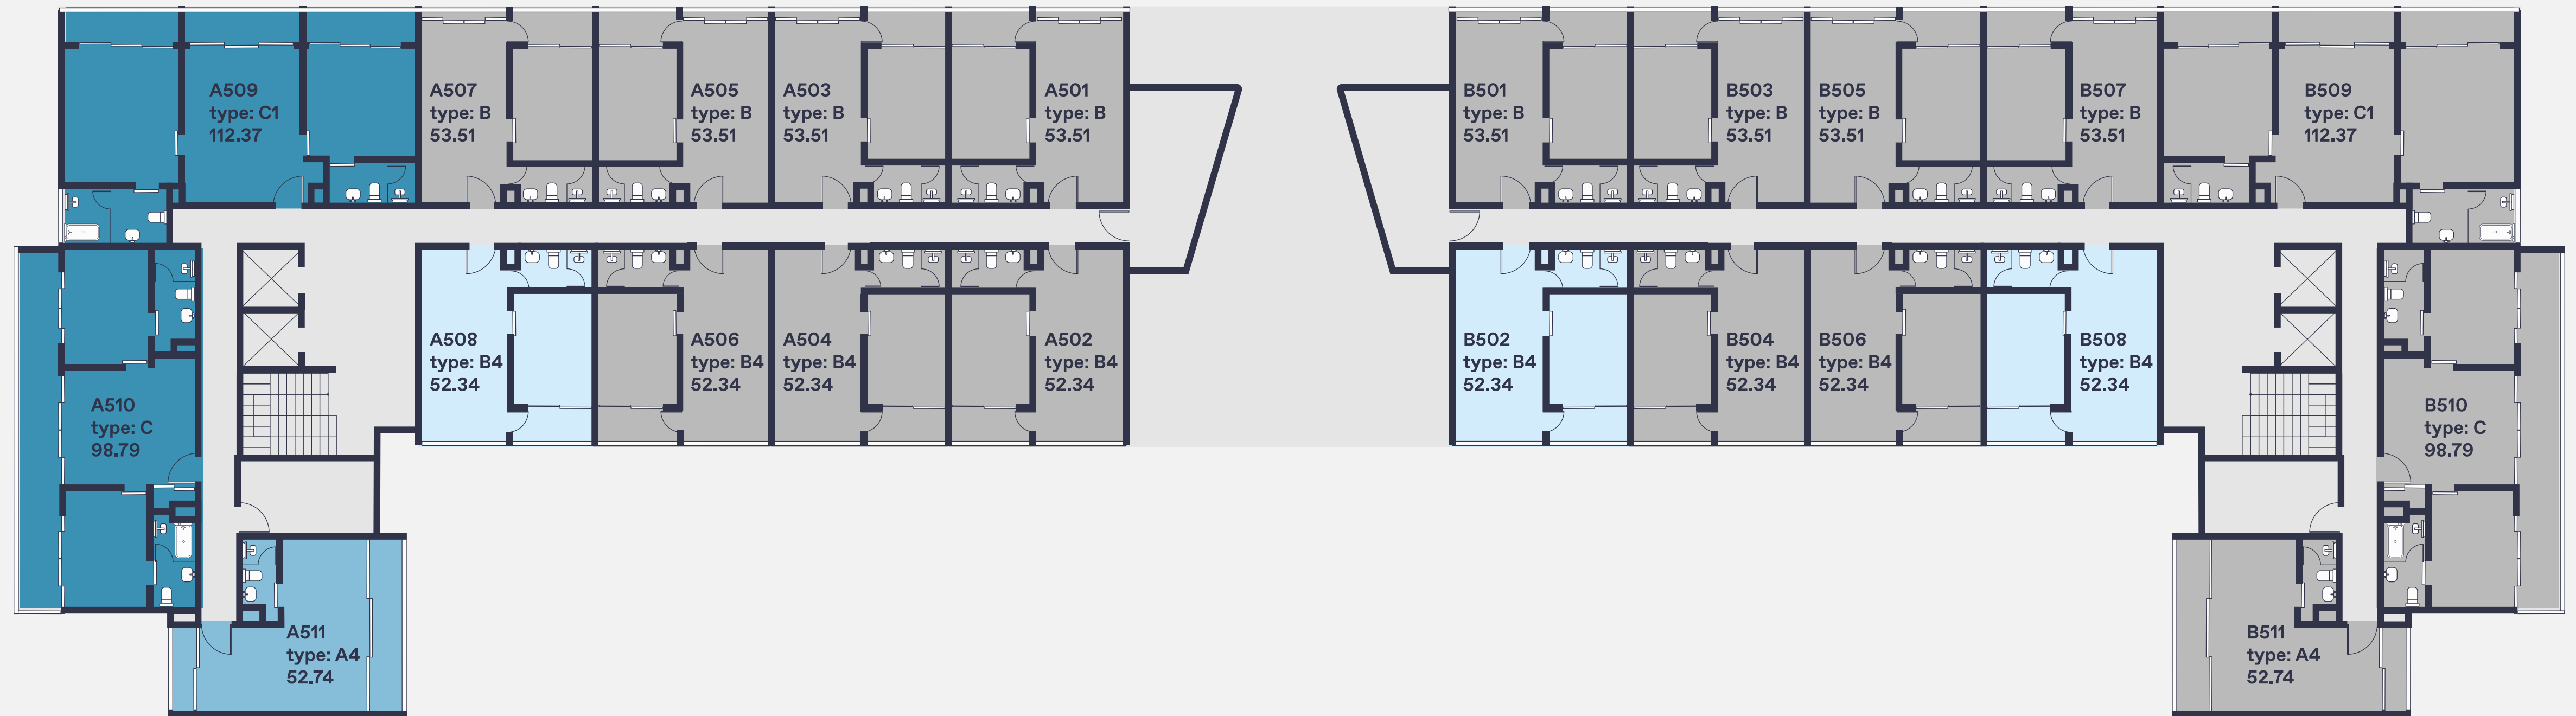 A509
type: C1
112.37
A507
type: B
53.51
A505
type: B
53.51
A503
type: B
53.51
A501
type: B
53.51
B501
type: B
53.51
B503
type: B
53.51
B505
type: B
53.51
B507
type: B
53.51
B509
type: C1
112.37
A508
type: B4
52.34
A506
type: B4
52.34
A504
type: B4
52.34
A502
type: B4
52.34
B502
type: B4
52.34
B504
type: B4
52.34
B506
type: B4
52.34
B508
type: B4
52.34
A510
type: C
98.79
B510
type: C
98.79
A511
type: A4
52.74
B511
type: A4
52.74